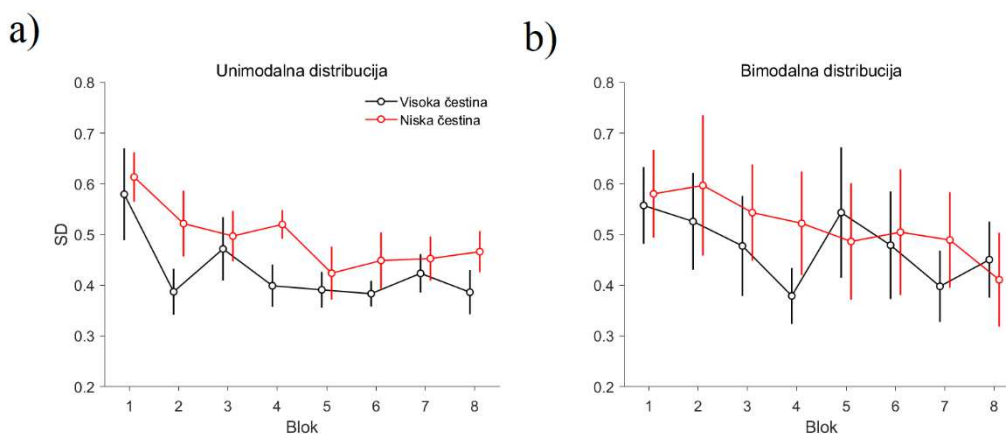 a)
Unimodalna distribucija
0.8
0.7
0.6
0.5
0.4
0.3
0.2
SD
Visoka čestina
Niska čestina
1 2 3 4 5 6 7 8
Blok
b)
Bimodalna distribucija
0.8
0.7
0.6
0.5
0.4
0.3
0.2
1 2 3 4 5 6 7 8
Blok